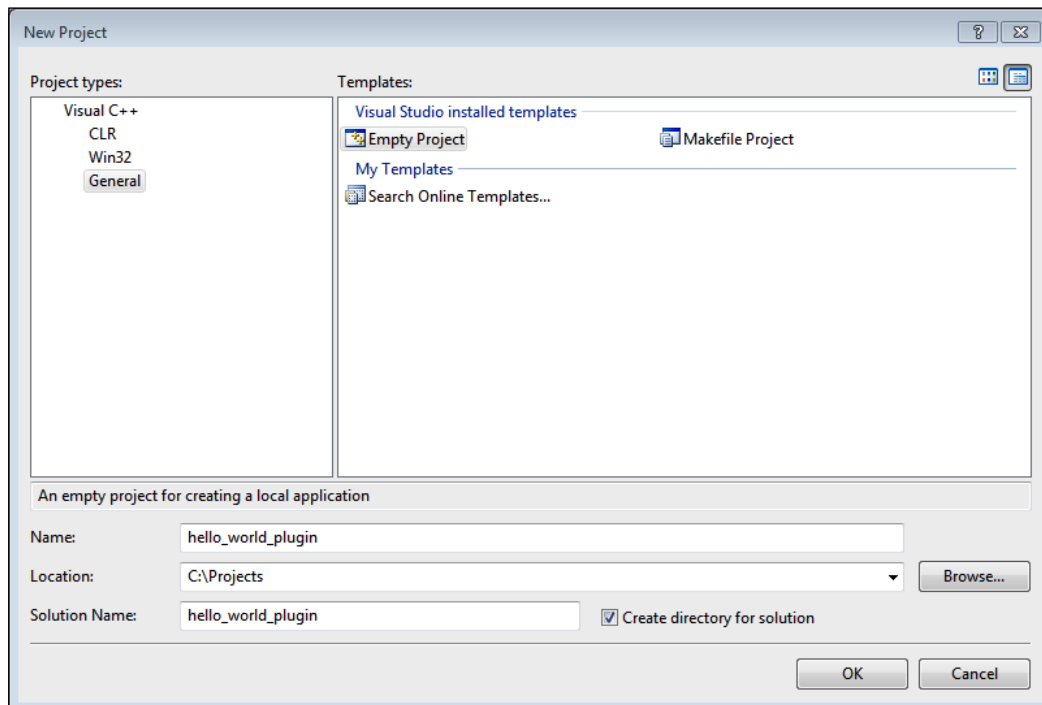 New Project
Project types:
Templates:
Visual C++
CLR
Win32
General
Visual Studio installed templates
Empty Project
Makefile Project
My Templates
Search Online Templates...
An empty project for creating a local application
Name:
hello_world_plugin
Location:
C:\Projects
Browse...
Solution Name:
hello_world_plugin
Create directory for solution
OK
Cancel